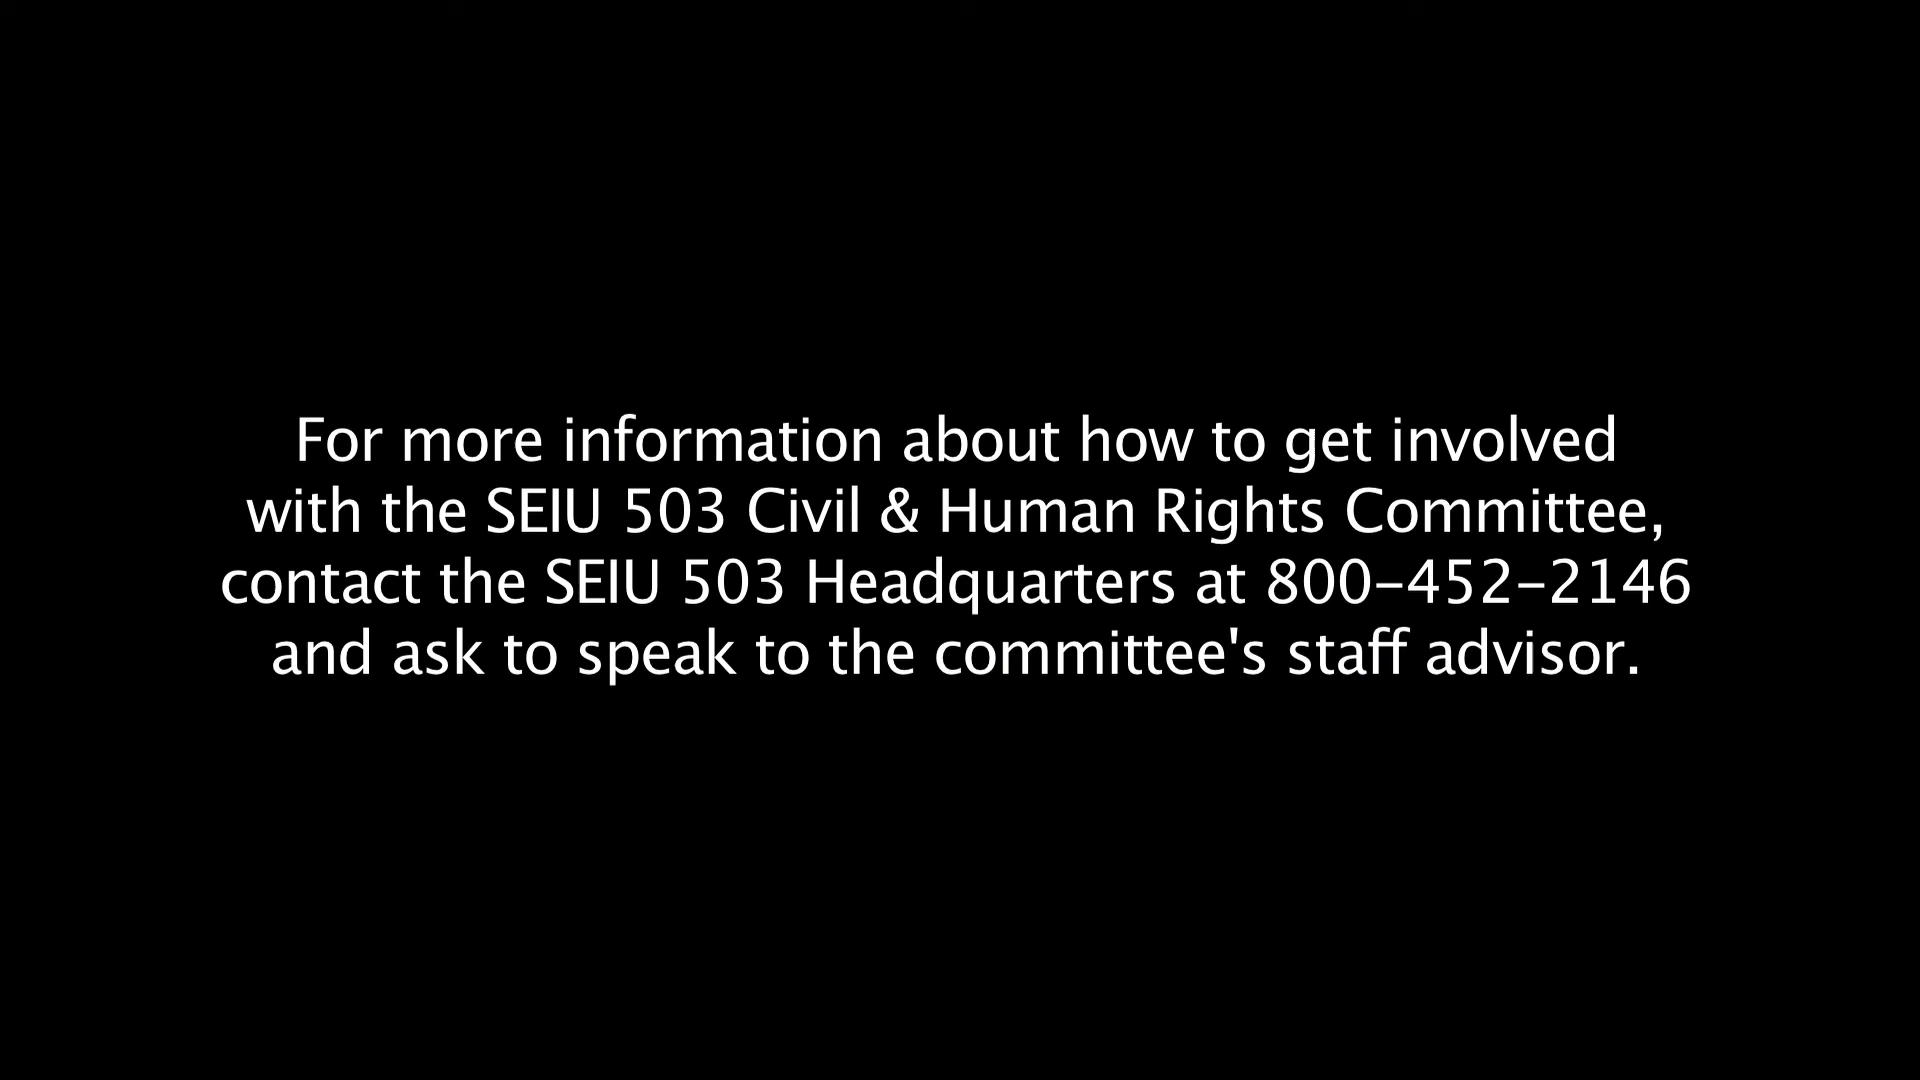 For more information about how to get involved
with the SEIU 503 Civil & Human Rights Committee,
contact the SEIU 503 Headquarters at 800-452-2146
and ask to speak to the committee's staff advisor.